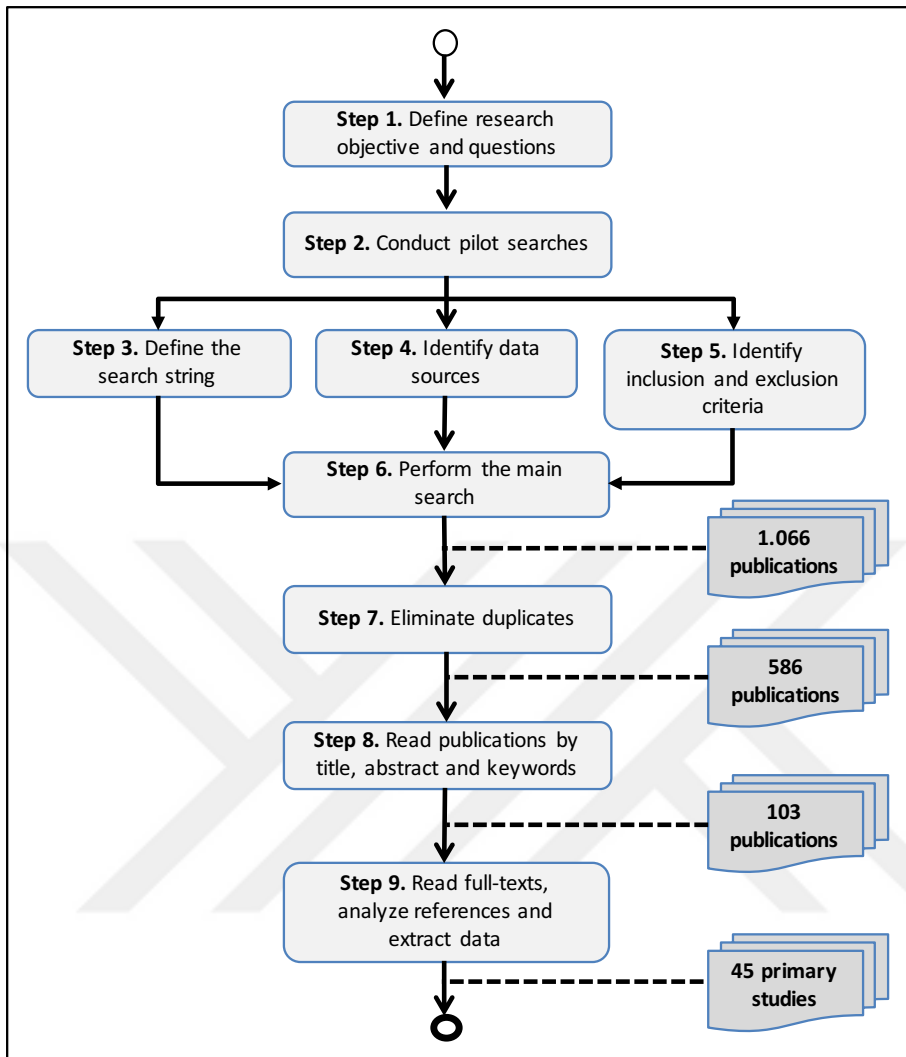 Step 1. Define research
objective and questions
Step 2. Conduct pilot searches
Step 3. Define the
search string
Step 4. Identify data
sources
Step 5. Identify
inclusion and exclusion
criteria
Step 6. Perform the main
search
1.066
publications
Step 7. Eliminate duplicates
586
publications
Step 8. Read publications by
title, abstract and keywords
103
publications
Step 9. Read full-texts,
analyze references and
extract data
45 primary
studies